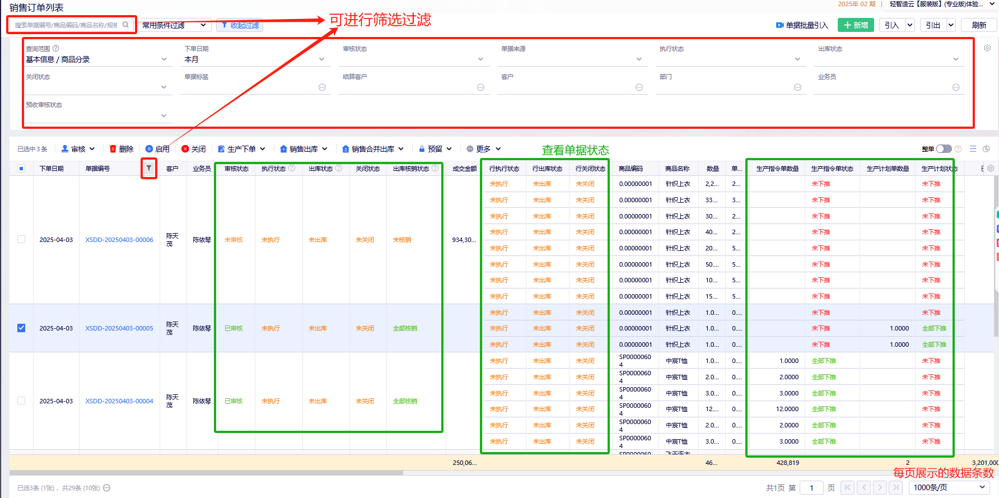 销售订单列表
2025年 02 期 | 轻智造云【服装版】(专业版)体验...
搜索单据编号/商品编码/商品名称/规格
常用条件过滤
收起过滤
可进行筛选过滤
单据批量引入
新增
引入
引出
刷新
查询范围
下单日期
审核状态
单据来源
执行状态
出库状态
基本信息 / 商品分录
本月
关闭状态
单据标签
结算客户
客户
部门
业务员
预收审核状态
已选中 3 条
审核
删除
启用
关闭
生产下单
销售出库
销售合并出库
预留
更多
查看单据状态
整单
下单日期 单据编号 客户 业务员 审核状态 执行状态 出库状态 关闭状态 出库核销状态 成交金额 行执行状态 行出库状态 行关闭状态 商品编码 商品名称 数量 单... 生产指令单数量 生产指令单状态 生产计划单数量 生产计划状态
未执行 未出库 未关闭 0.00000001 针织上衣 2,2... 2... 未下推 未下推
未执行 未出库 未关闭 0.00000001 针织上衣 33... 3... 未下推 未下推
未执行 未出库 未关闭 0.00000001 针织上衣 30... 2... 未下推 未下推
未执行 未出库 未关闭 0.00000001 针织上衣 40... 2... 未下推 未下推
2025-04-03 XSDD-20250403-00006 陈天茂 陈依琴 未审核 未执行 未出库 未关闭 未核销 934,30...
未执行 未出库 未关闭 0.00000001 针织上衣 20... 5... 未下推 未下推
未执行 未出库 未关闭 0.00000001 针织上衣 50... 5... 未下推 未下推
未执行 未出库 未关闭 0.00000001 针织上衣 10... 5... 未下推 未下推
未执行 未出库 未关闭 0.00000001 针织上衣 15... 5... 未下推 未下推
未执行 未出库 未关闭 0.00000001 针织上衣 1.0... 0.... 未下推 未下推
2025-04-03 XSDD-20250403-00005 陈天茂 陈依琴 已审核 未执行 未出库 未关闭 全部核销 未执行 未出库 未关闭 0.00000001 针织上衣 1.0... 0.... 未下推 1.0000 全部下推
未执行 未出库 未关闭 0.00000001 针织上衣 1.0... 0.... 未下推 1.0000 全部下推
未执行 未出库 未关闭 SP00000604 中宸T恤 1.0... 0.... 1.0000 全部下推 未下推
未执行 未出库 未关闭 SP00000604 中宸T恤 2.0... 0.... 2.0000 全部下推 未下推
未执行 未出库 未关闭 SP00000604 中宸T恤 3.0... 0.... 3.0000 全部下推 未下推
2025-04-03 XSDD-20250403-00004 陈天茂 陈依琴 已审核 未执行 未出库 未关闭 全部核销
未执行 未出库 未关闭 SP00000604 中宸T恤 12.... 0.... 12.0000 全部下推 未下推
未执行 未出库 未关闭 SP00000604 中宸T恤 2.0... 0.... 2.0000 全部下推 未下推
未执行 未出库 未关闭 SP00000604 中宸T恤 3.0... 0.... 3.0000 全部下推 未下推
250,06... 46... 428,819 2 3,201,000
每页展示的数据条数
已选3条 (1张) ，共29条 (10张)
共1页 第 1 页
1000条/页